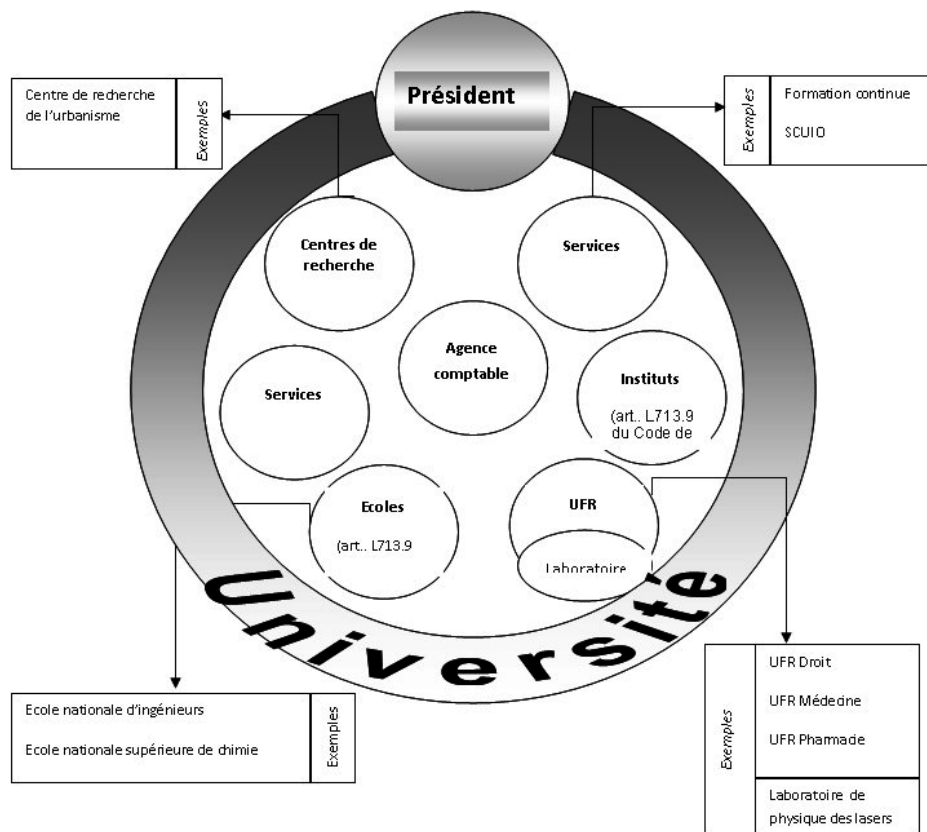 Président
Centre de recherche
de l'urbanisme
Exemples
Exemples
Formation continue
SCUIO
Centres de
recherche
Services
Agence
comptable
Services
Instituts
(art.. L713.9
du Code de
Ecoles
(art.. L713.9
UFR
Laboratoire
Université
Ecole nationale d'ingénieurs
Ecole nationale supérieure de chimie
Exemples
Exemples
UFR Droit
UFR Médecine
UFR Pharmacie
Laboratoire de
physique des lasers